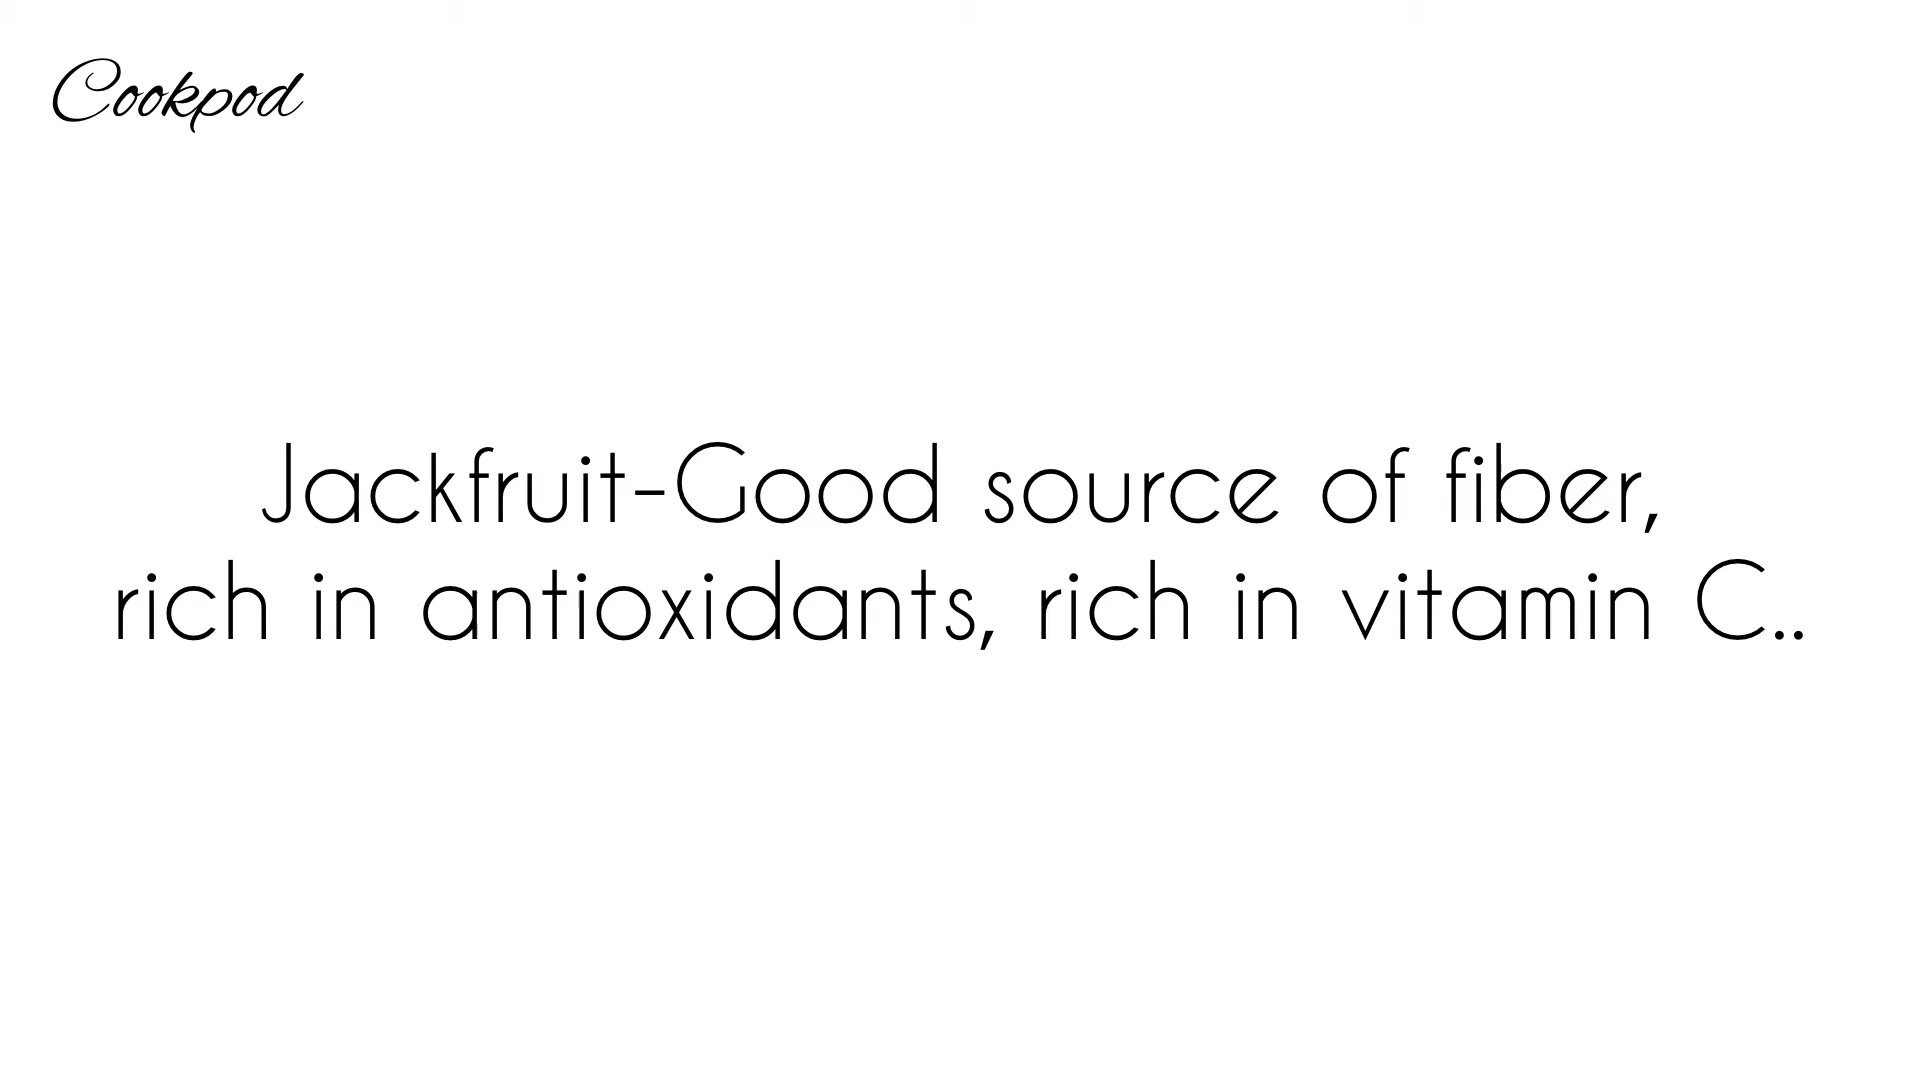 Cookpod
Jackfruit-Good source of fiber,
rich in antioxidants, rich in vitamin C..